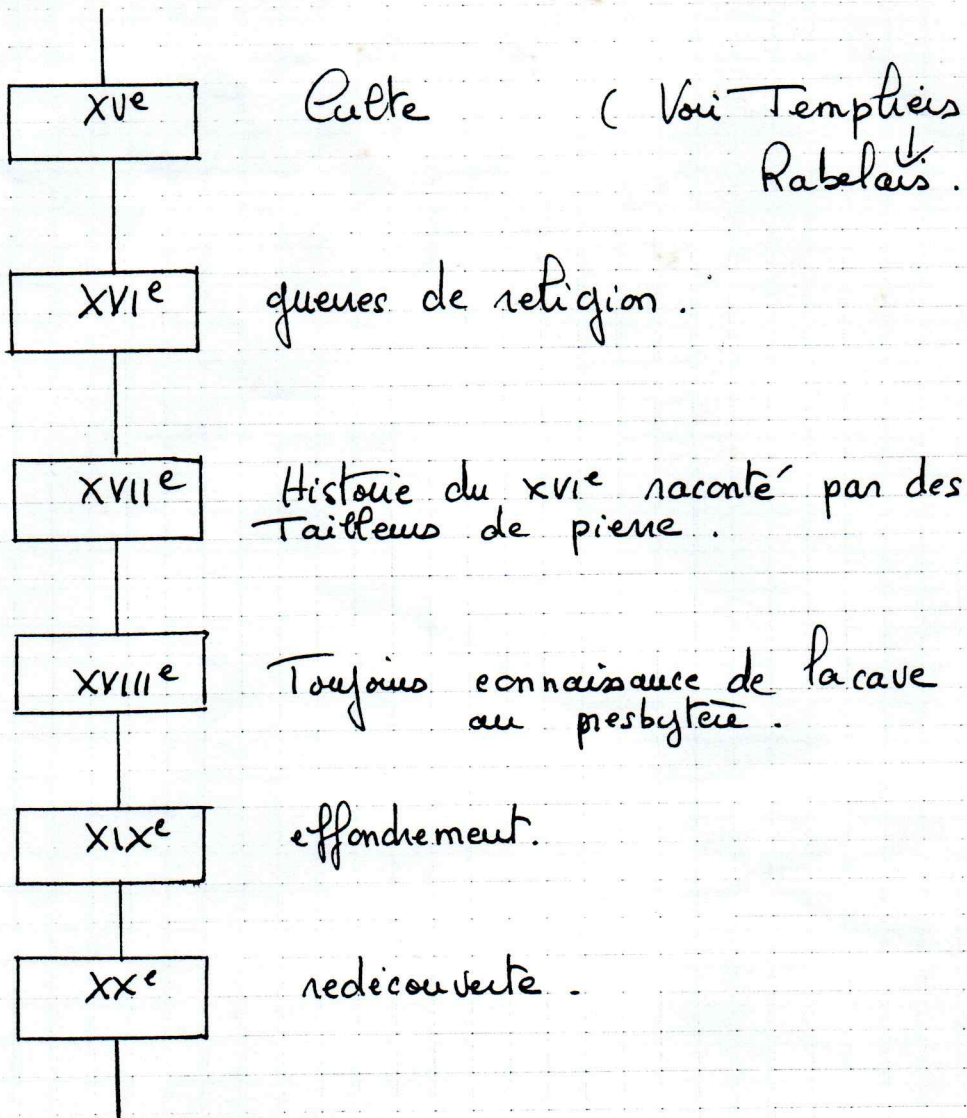 XVe Culte ( Voir Templiers
↓
Rabelais.
XVIe guerres de religion.
XVIIe Histoire du XVIe raconté par des
Tailleurs de pierre.
XVIIIe Toujours connaissance de la cave
au presbytère.
XIXe effondrement.
XXe redécouverte.